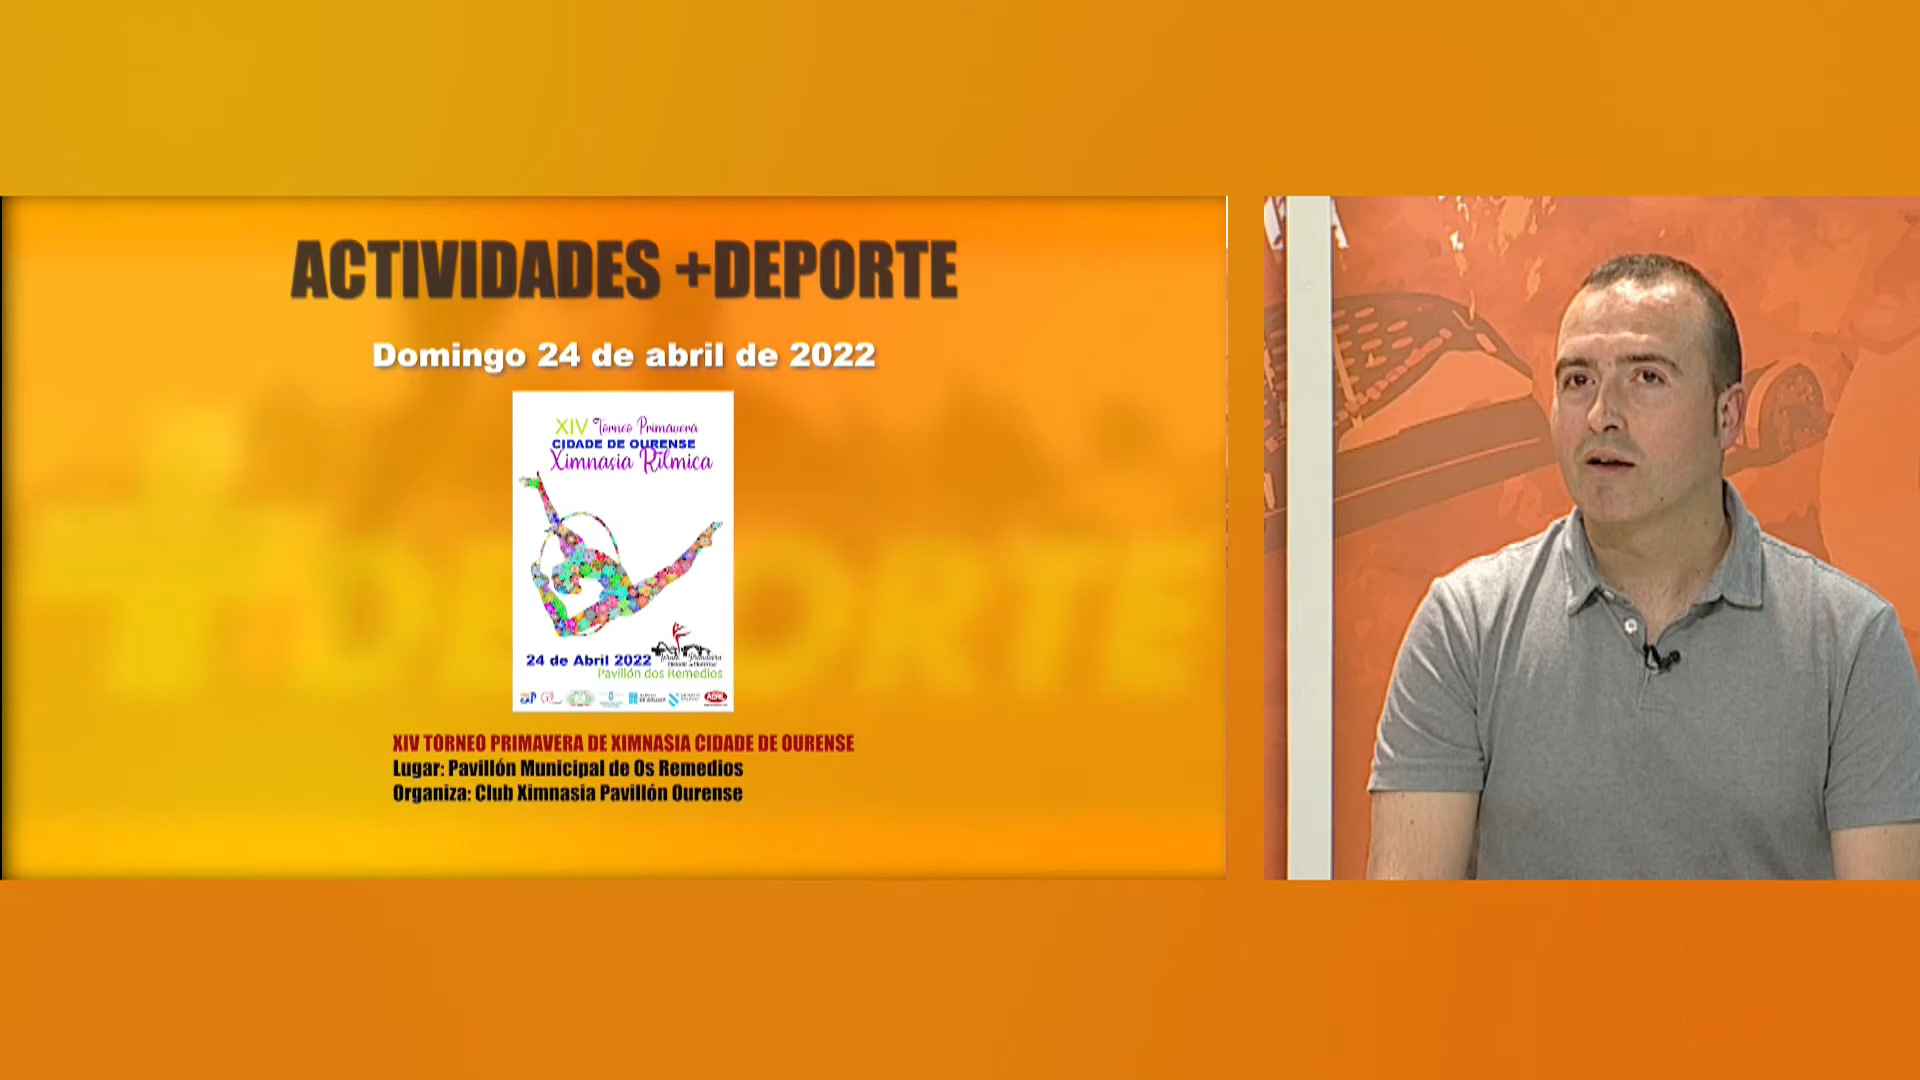 ACTIVIDADES +DEPORTE
Domingo 24 de abril de 2022
XIV Torneo Primavera
CIDADE DE OURENSE
Ximnasia Rítmica
24 de Abril 2022
Pavillón dos Remedios
XIV TORNEO PRIMAVERA DE XIMNASIA CIDADE DE OURENSE
Lugar: Pavillón Municipal de Os Remedios
Organiza: Club Ximnasia Pavillón Ourense
+DEPORTE